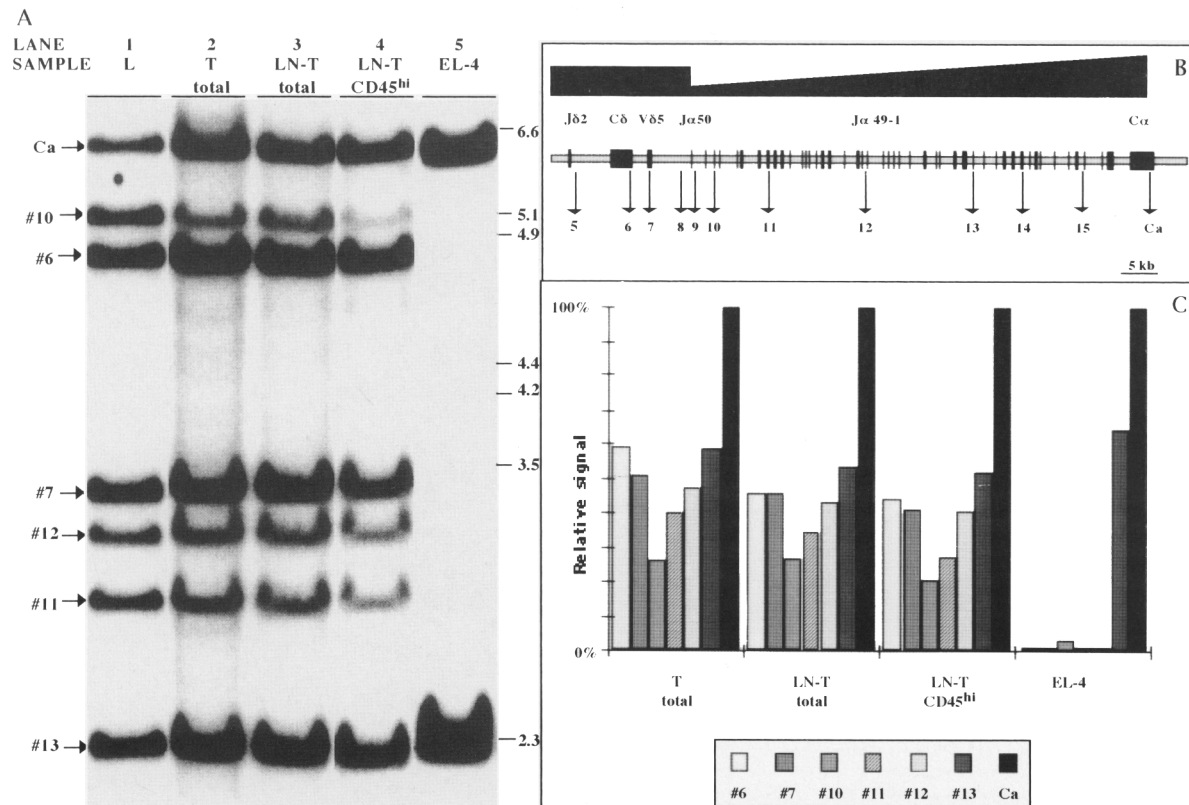 A
LANE 1 2 3 4 5
SAMPLE L T LN-T LN-T EL-4
total total CD45hi
Ca
#10
#6
#7
#12
#11
#13
6.6
5.1
4.9
4.4
4.2
3.5
2.3
B
Jδ2 Cδ Vδ5 Jα50 Jα 49-1 Cα
5 6 7 8 9 10 11 12 13 14 15 Ca
5 kb
C
100%
Relative signal
0%
T LN-T LN-T EL-4
total total CD45hi
#6 #7 #10 #11 #12 #13 Ca